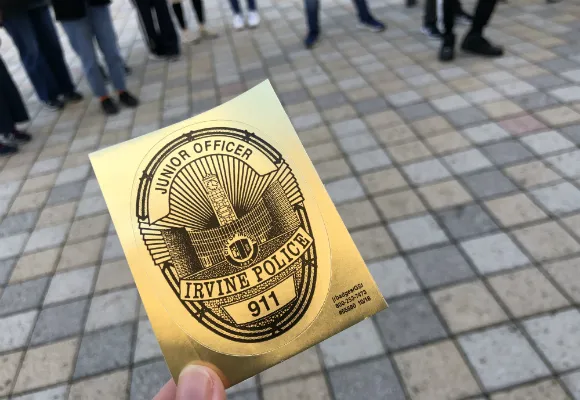 JUNIOR OFFICER
IRVINE POLICE
911